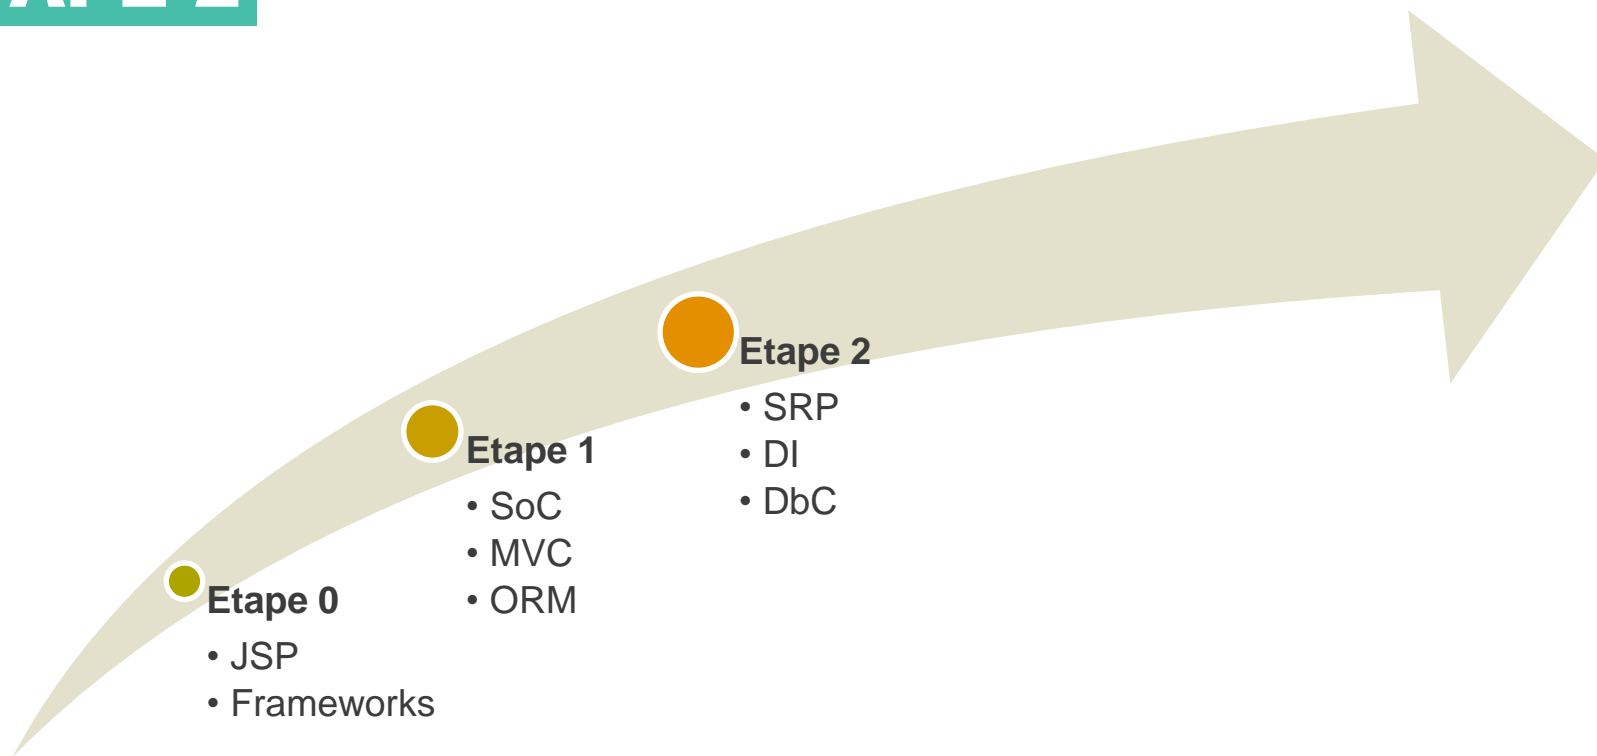 Etape 2
• SRP
• DI
• DbC
Etape 1
• SoC
• MVC
• ORM
Etape 0
• JSP
• Frameworks